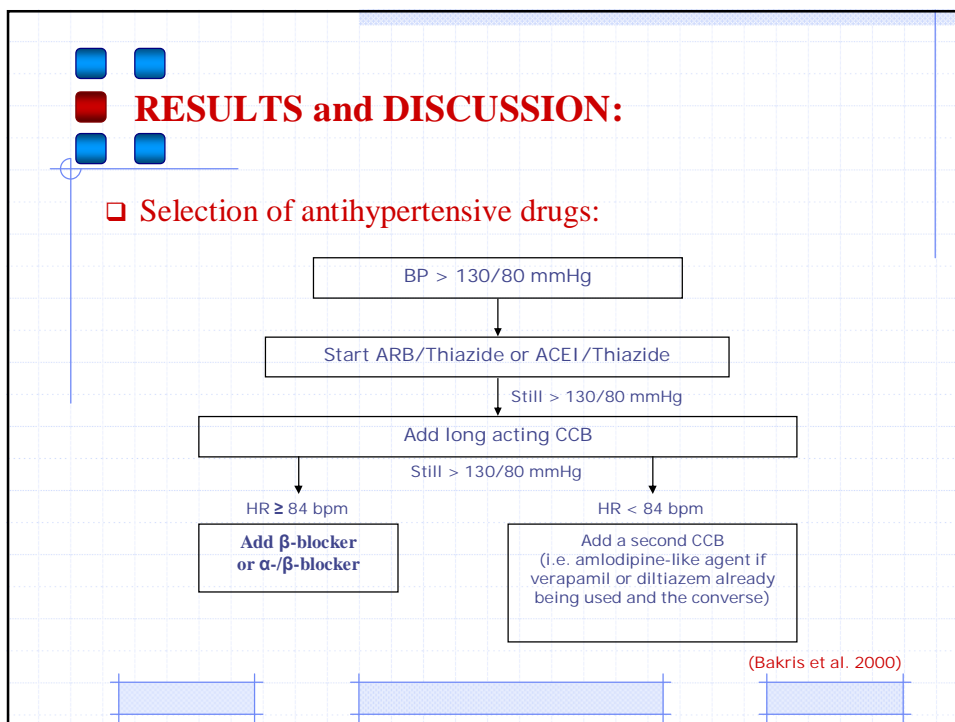 RESULTS and DISCUSSION:
❑ Selection of antihypertensive drugs:
BP > 130/80 mmHg
Start ARB/Thiazide or ACEI/Thiazide
Still > 130/80 mmHg
Add long acting CCB
Still > 130/80 mmHg
HR ≥ 84 bpm
Add β-blocker
or α-/β-blocker
HR < 84 bpm
Add a second CCB
(i.e. amlodipine-like agent if
verapamil or diltiazem already
being used and the converse)
(Bakris et al. 2000)